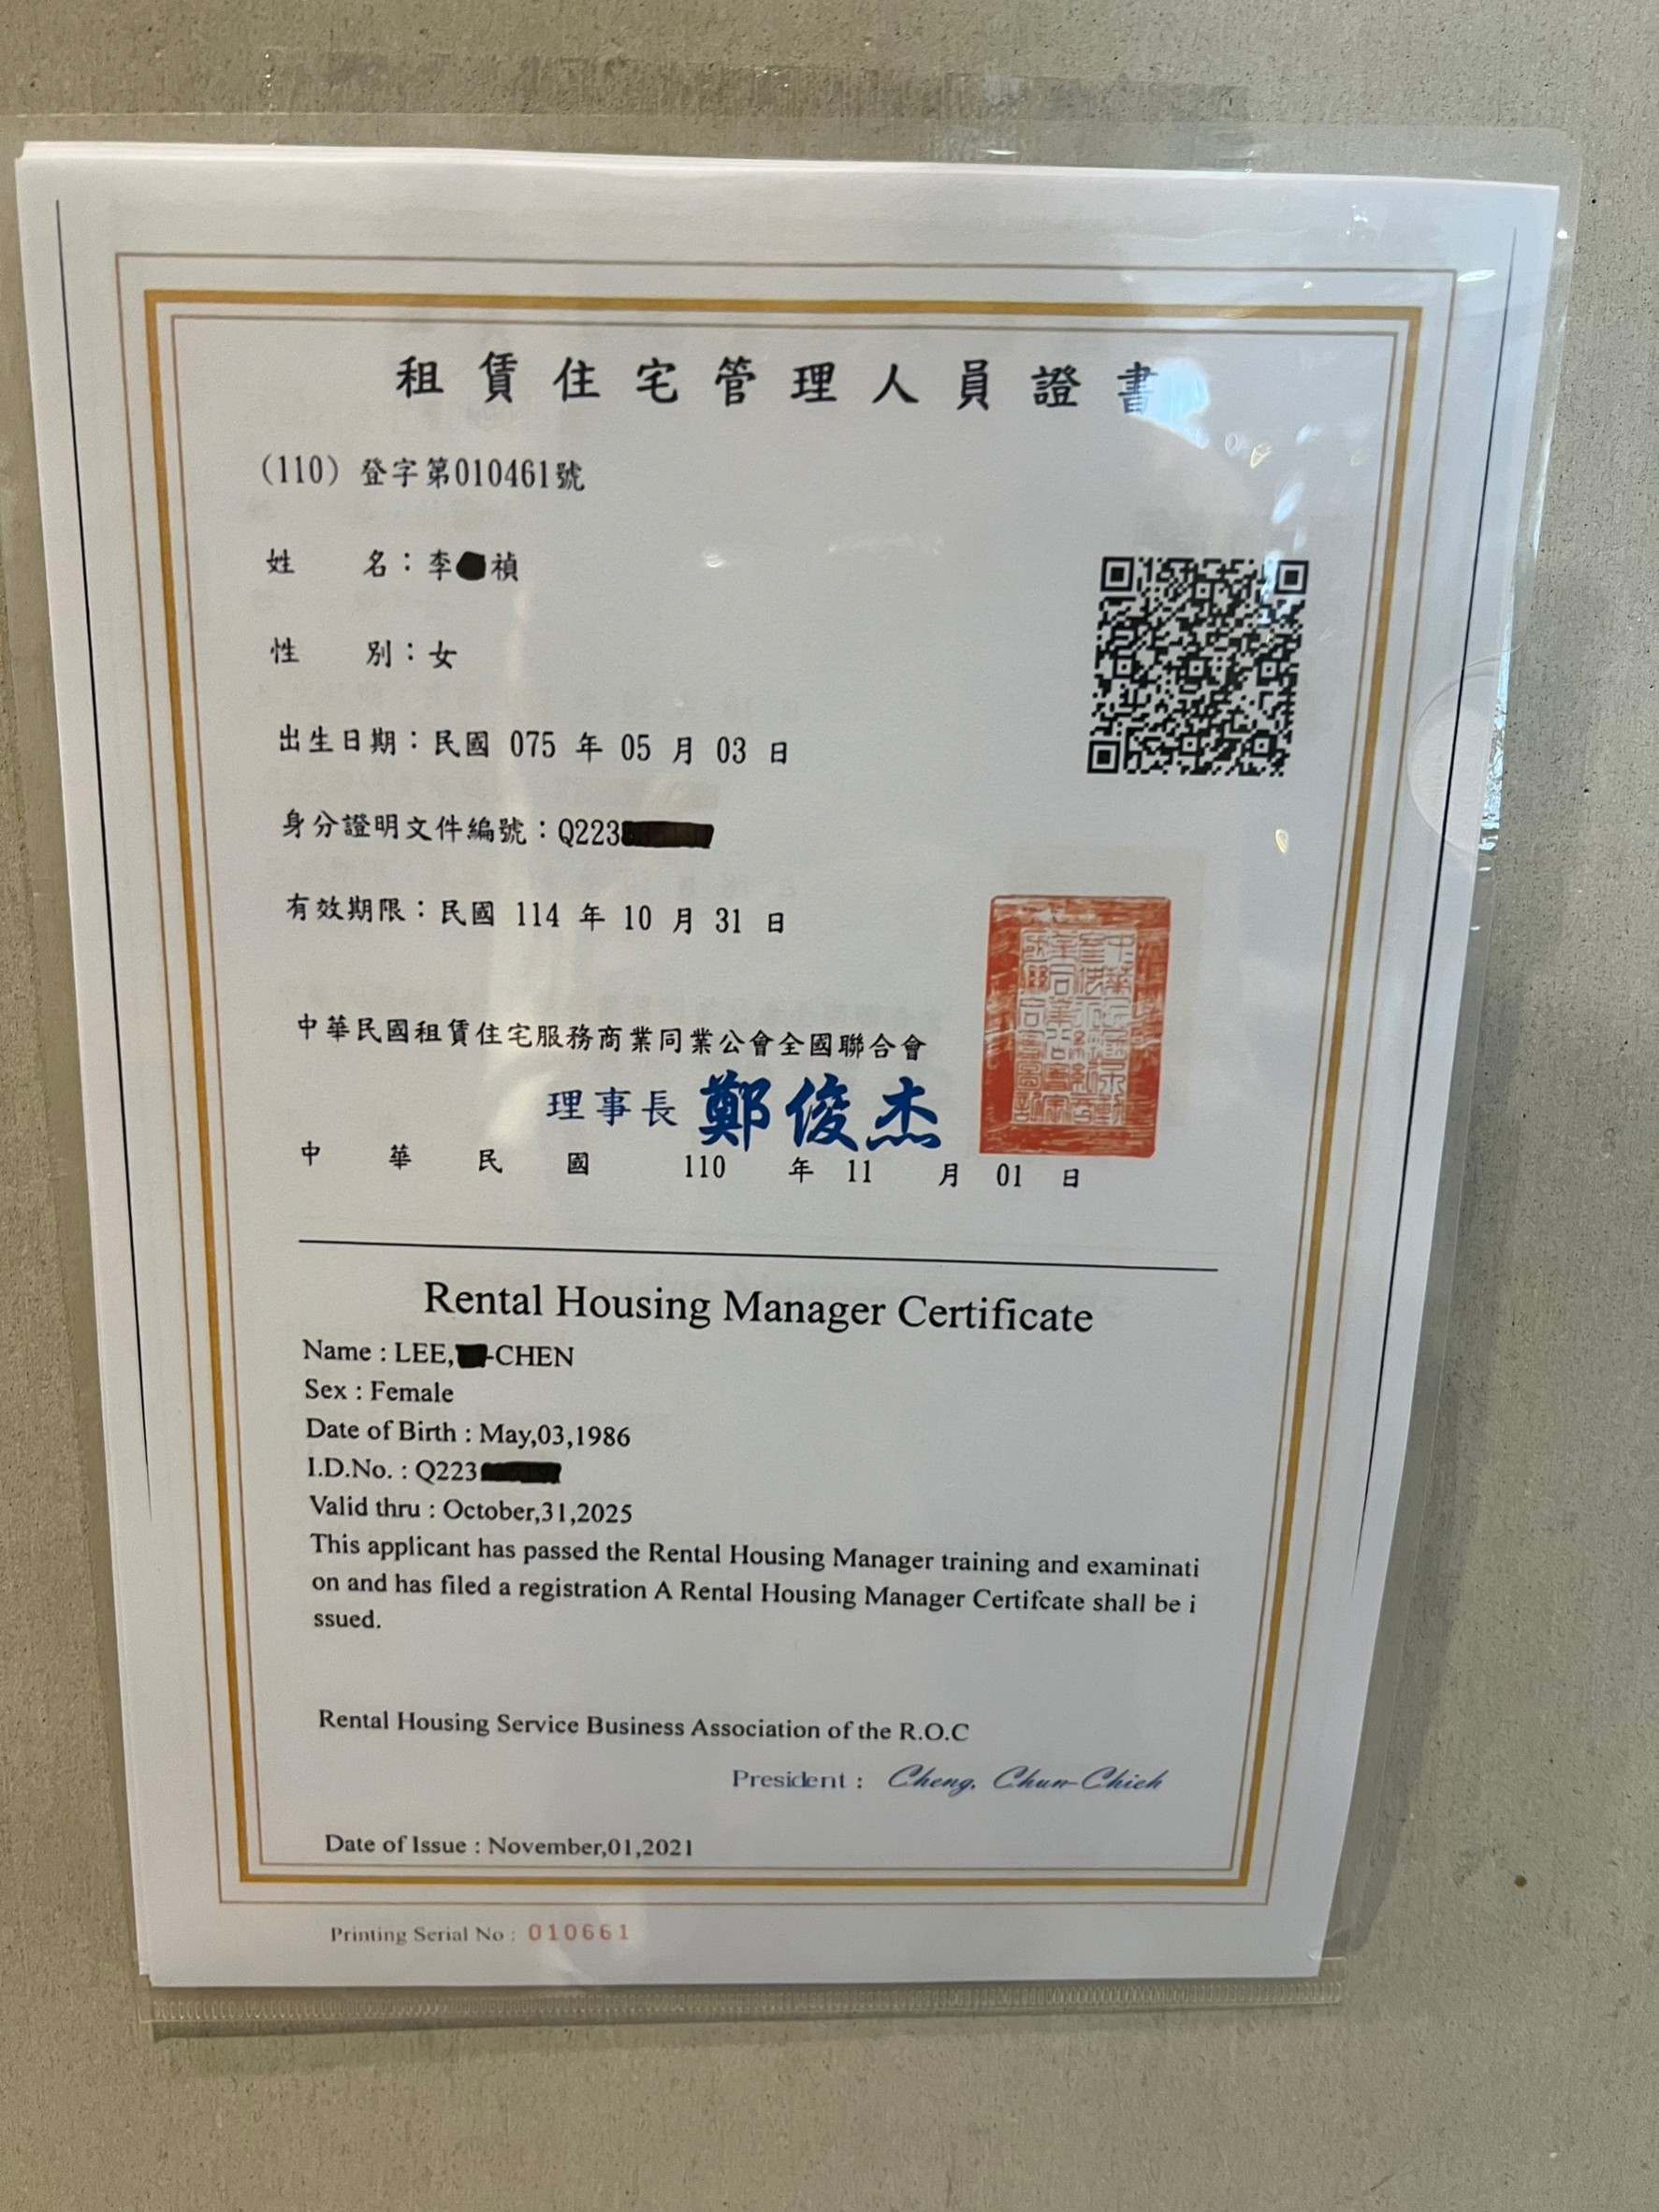 租賃住宅管理人員證書
(110) 登字第010461號
姓 名：李 禎
性 別：女
出生日期：民國 075 年 05 月 03 日
身分證明文件編號：Q223
有效期限：民國 114 年 10 月 31 日
中華民國租賃住宅服務商業同業公會全國聯合會
理事長 鄭俊杰
中 華 民 國 110 年 11 月 01 日
Rental Housing Manager Certificate
Name : LEE, -CHEN
Sex : Female
Date of Birth : May,03,1986
I.D.No. : Q223
Valid thru : October,31,2025
This applicant has passed the Rental Housing Manager training and examinati
on and has filed a registration A Rental Housing Manager Certifcate shall be i
ssued.
Rental Housing Service Business Association of the R.O.C
President : Cheng, Chun-Chieh
Date of Issue : November,01,2021
Printing Serial No : 010661